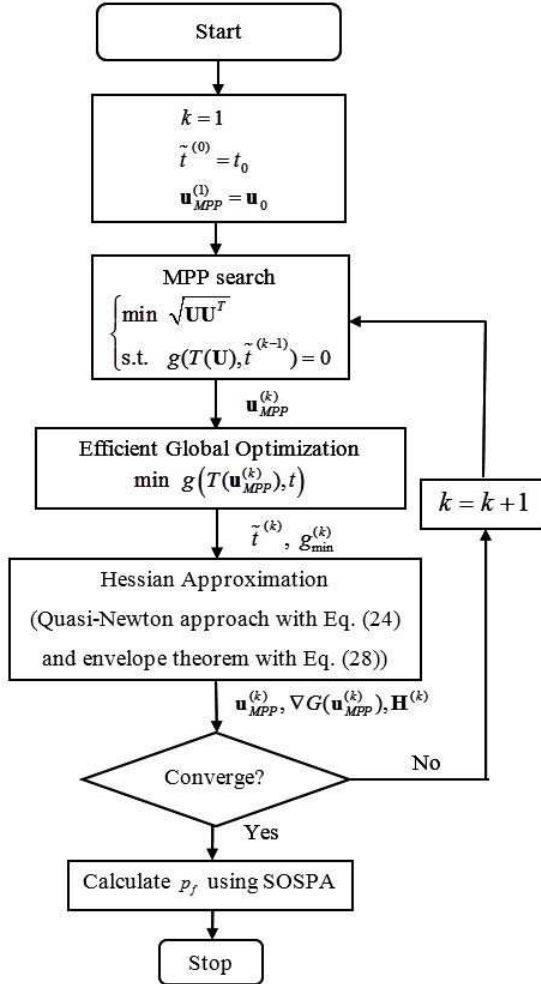 Start
k = 1
t̃^(0) = t₀
u_MPP^(1) = u₀
MPP search
{min √(UU^T)
s.t. g(T(U), t̃^(k−1)) = 0
u_MPP^(k)
Efficient Global Optimization
min g(T(u_MPP^(k)), t)
k = k + 1
t̃^(k), g_min^(k)
Hessian Approximation
(Quasi-Newton approach with Eq. (24)
and envelope theorem with Eq. (28))
u_MPP^(k), ∇G(u_MPP^(k)), H^(k)
Converge?
No
Yes
Calculate p_f using SOSPA
Stop